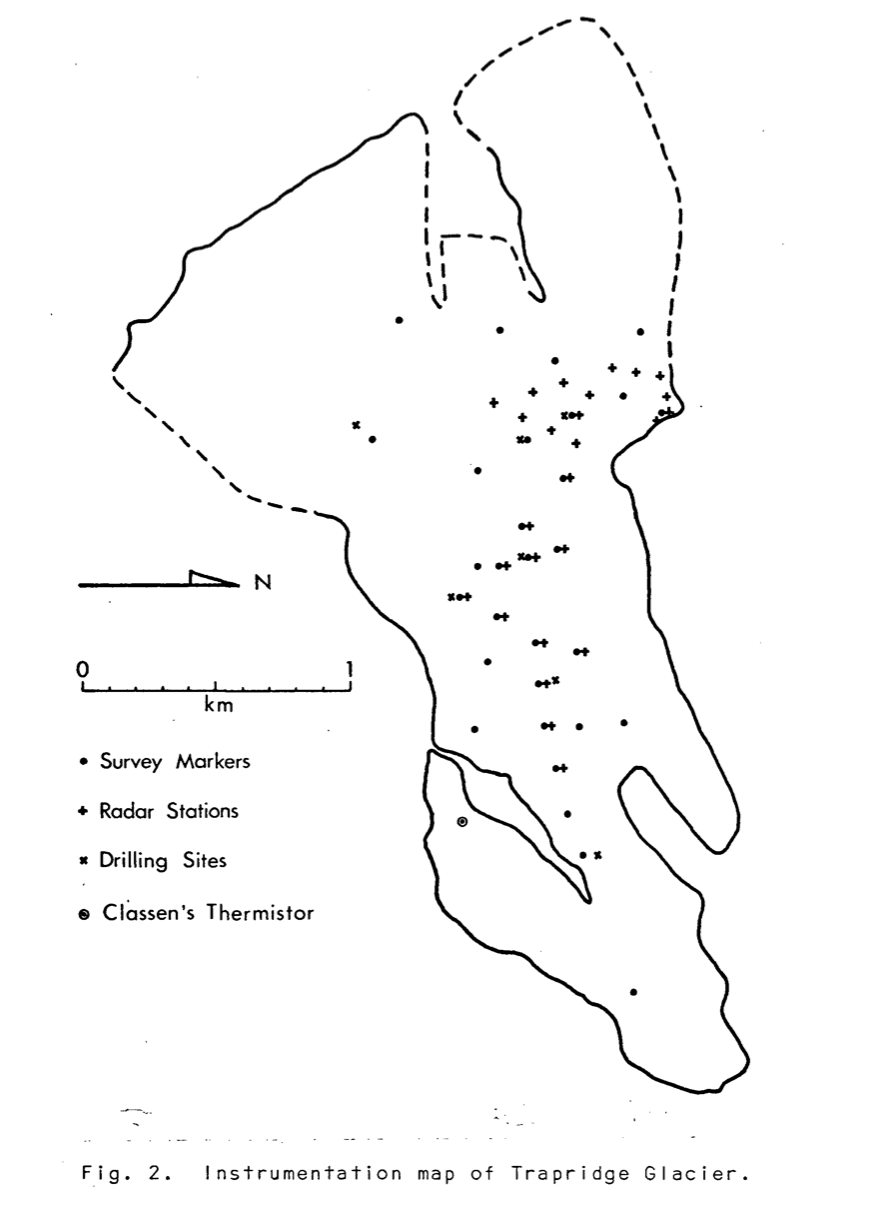 N
0 1
km
Survey Markers
Radar Stations
Drilling Sites
Classen's Thermistor
Fig. 2. Instrumentation map of Trapridge Glacier.